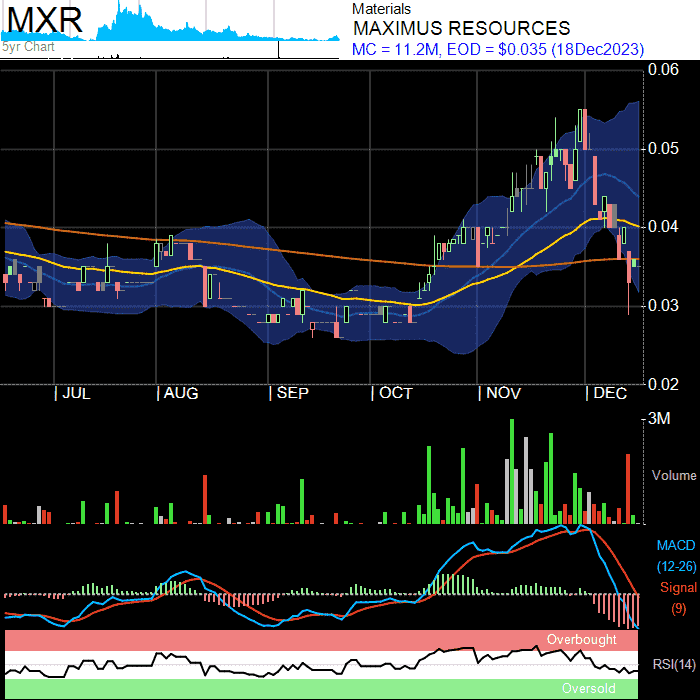 MXR
5yr Chart
Materials
MAXIMUS RESOURCES
MC = 11.2M, EOD = $0.035 (18Dec2023)
0.06
0.05
0.04
0.03
0.02
| JUL | AUG | SEP | OCT | NOV | DEC
3M
Volume
MACD
(12-26)
Signal
(9)
Overbought
RSI(14)
Oversold